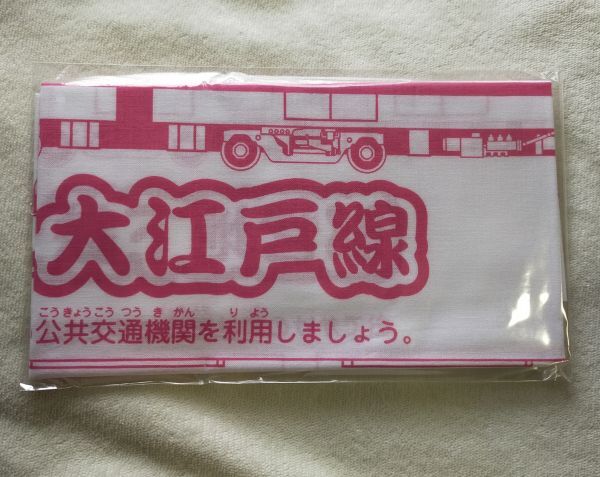 大江戸線
こうきょうこうつうきかん りよう
公共交通機関を利用しましょう。